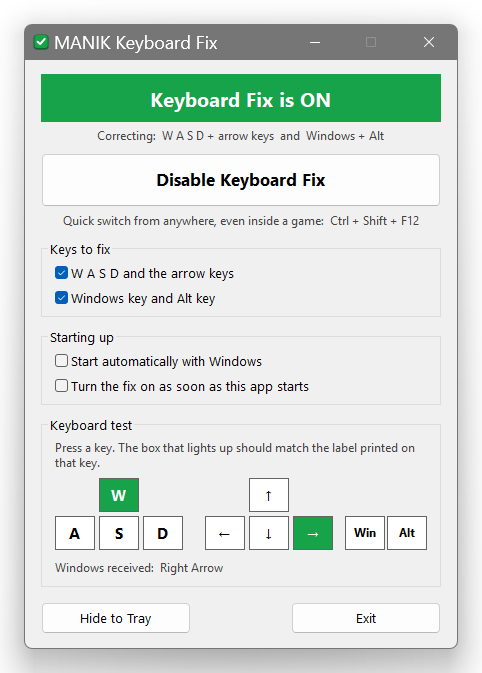 MANIK Keyboard Fix
Keyboard Fix is ON
Correcting: W A S D + arrow keys and Windows + Alt
Disable Keyboard Fix
Quick switch from anywhere, even inside a game: Ctrl + Shift + F12
Keys to fix
W A S D and the arrow keys
Windows key and Alt key
Starting up
Start automatically with Windows
Turn the fix on as soon as this app starts
Keyboard test
Press a key. The box that lights up should match the label printed on
that key.
W ↑
A S D ← ↓ → Win Alt
Windows received: Right Arrow
Hide to Tray Exit